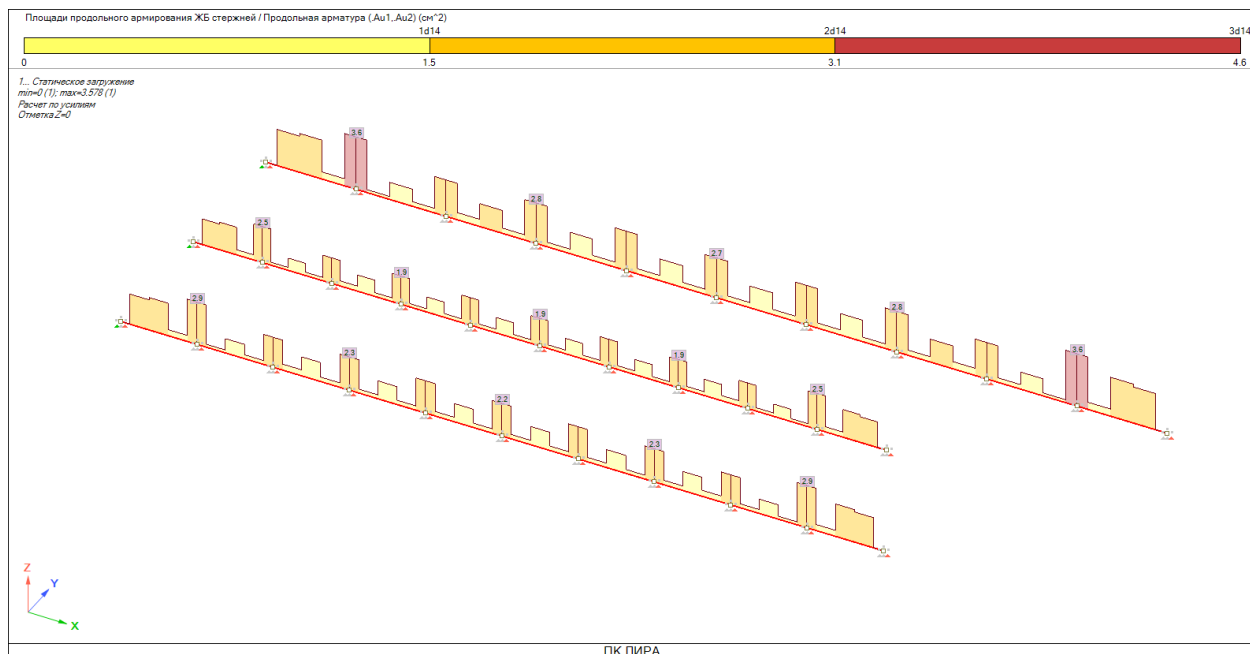 Площади продольного армирования ЖБ стержней / Продольная арматура (,Au1,,Au2) (см^2)
1d14 2d14 3d14
0 1.5 3.1 4.6
1... Статическое загружение
min=0 (1); max=3.578 (1)
Расчет по усилиям
Отметка Z=0
3.6
2.8
2.7
2.8
3.6
2.5
1.9
1.9
1.9
2.5
2.9
2.3
2.2
2.3
2.9
Z
Y
X
ПК ЛИРА